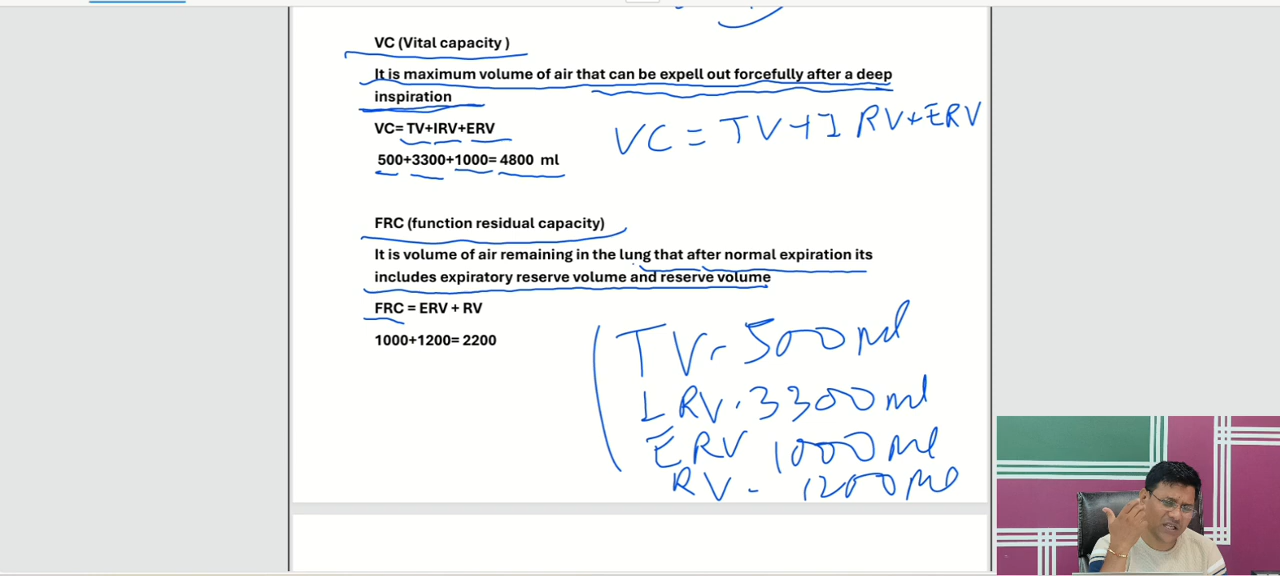 VC (Vital capacity )
It is maximum volume of air that can be expell out forcefully after a deep
inspiration
VC= TV+IRV+ERV
VC = TV+I RV+ERV
500+3300+1000= 4800 ml
FRC (function residual capacity)
It is volume of air remaining in the lung that after normal expiration its
includes expiratory reserve volume and reserve volume
FRC = ERV + RV
1000+1200= 2200
TV- 500 ml
IRV. 3300 ml
ERV 1000 ml
RV - 1200 ml